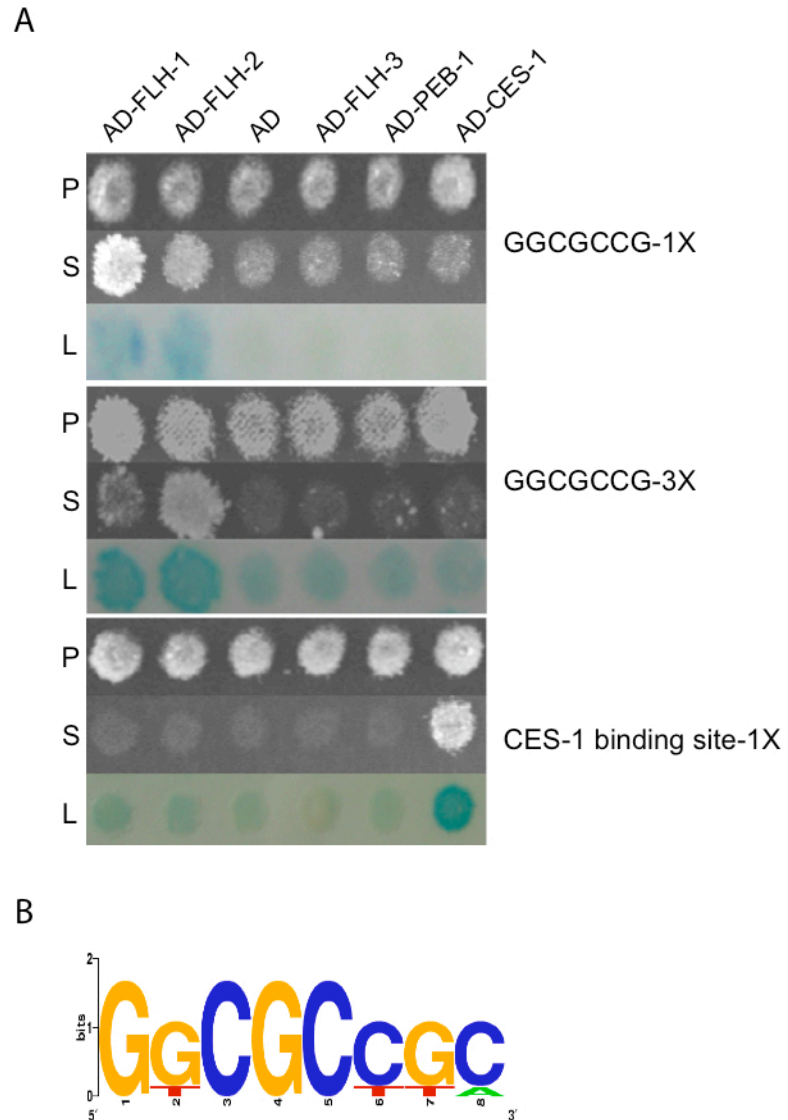 A
AD-FLH-1 AD-FLH-2 AD AD-FLH-3 AD-PEB-1 AD-CES-1
P
S GGCGCCG-1X
L
P
S GGCGCCG-3X
L
P
S CES-1 binding site-1X
L
B
2
bits
1
0
GGCGCCGC
T T T A
1 2 3 4 5 6 7 8
5′ 3′